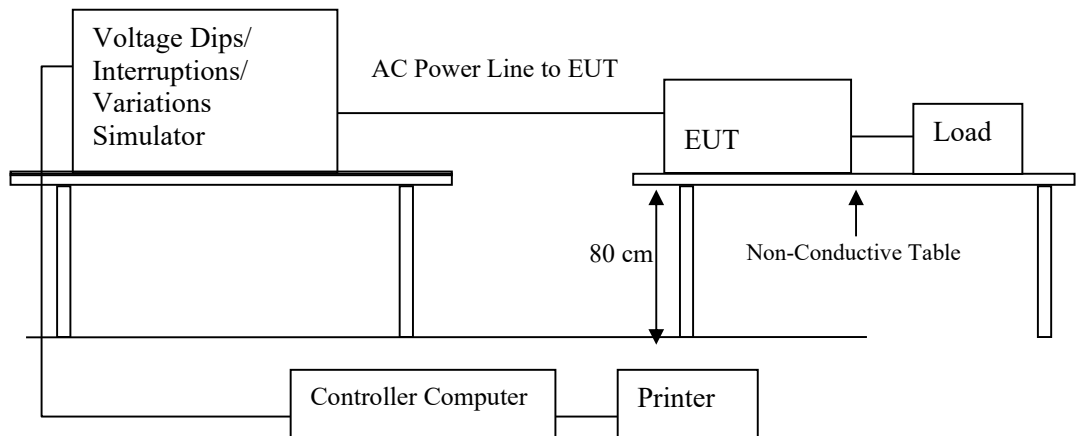 Voltage Dips/
Interruptions/
Variations
Simulator
AC Power Line to EUT
EUT
Load
80 cm
Non-Conductive Table
Controller Computer
Printer